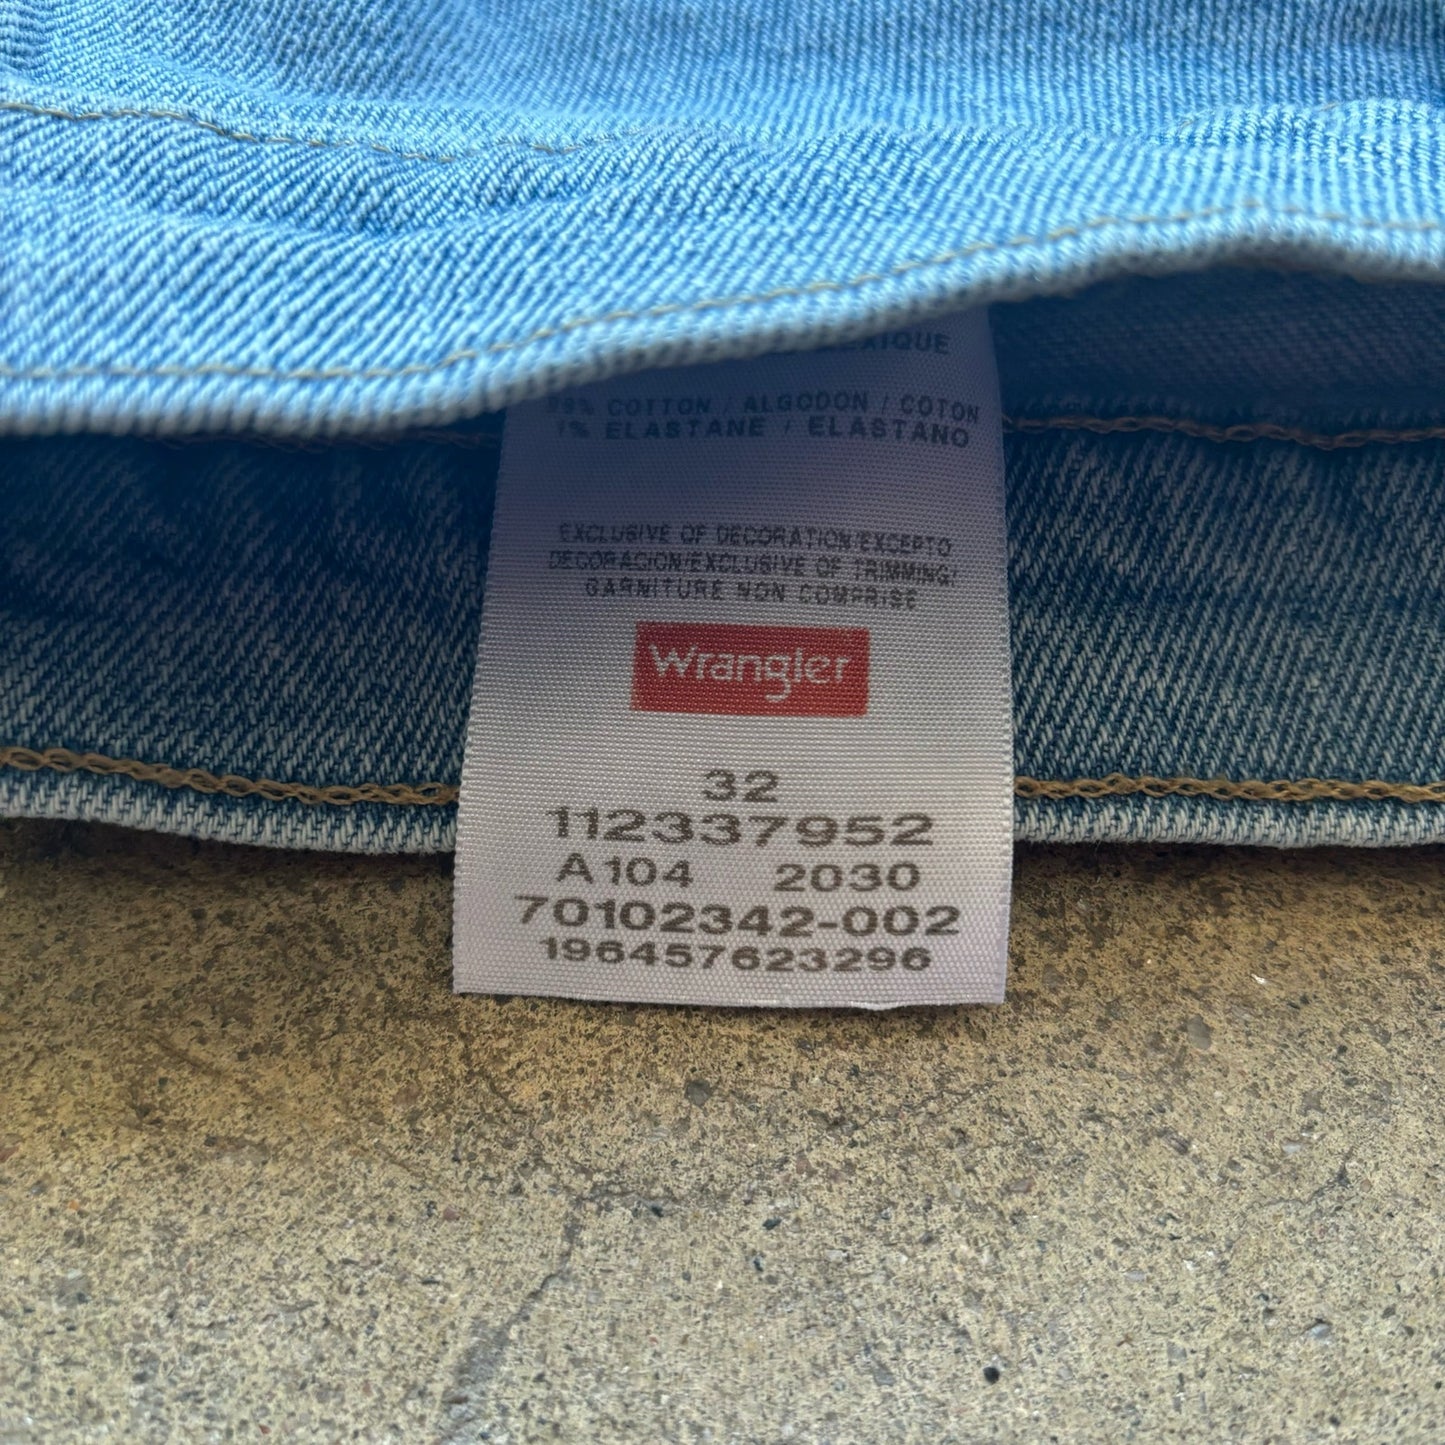 99% COTTON / ALGODON / COTON
1% ELASTANE / ELASTANO
EXCLUSIVE OF DECORATION/EXCEPTO
DECORACION/EXCLUSIVE OF TRIMMING/
GARNITURE NON COMPRISE
Wrangler
32
112337952
A104 2030
70102342-002
196457623296